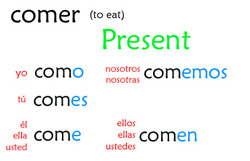 comer (to eat)
Present
yo como
nosotros
nosotras
comemos
tú comes
él
ella
usted
come
ellos
ellas
ustedes
comen